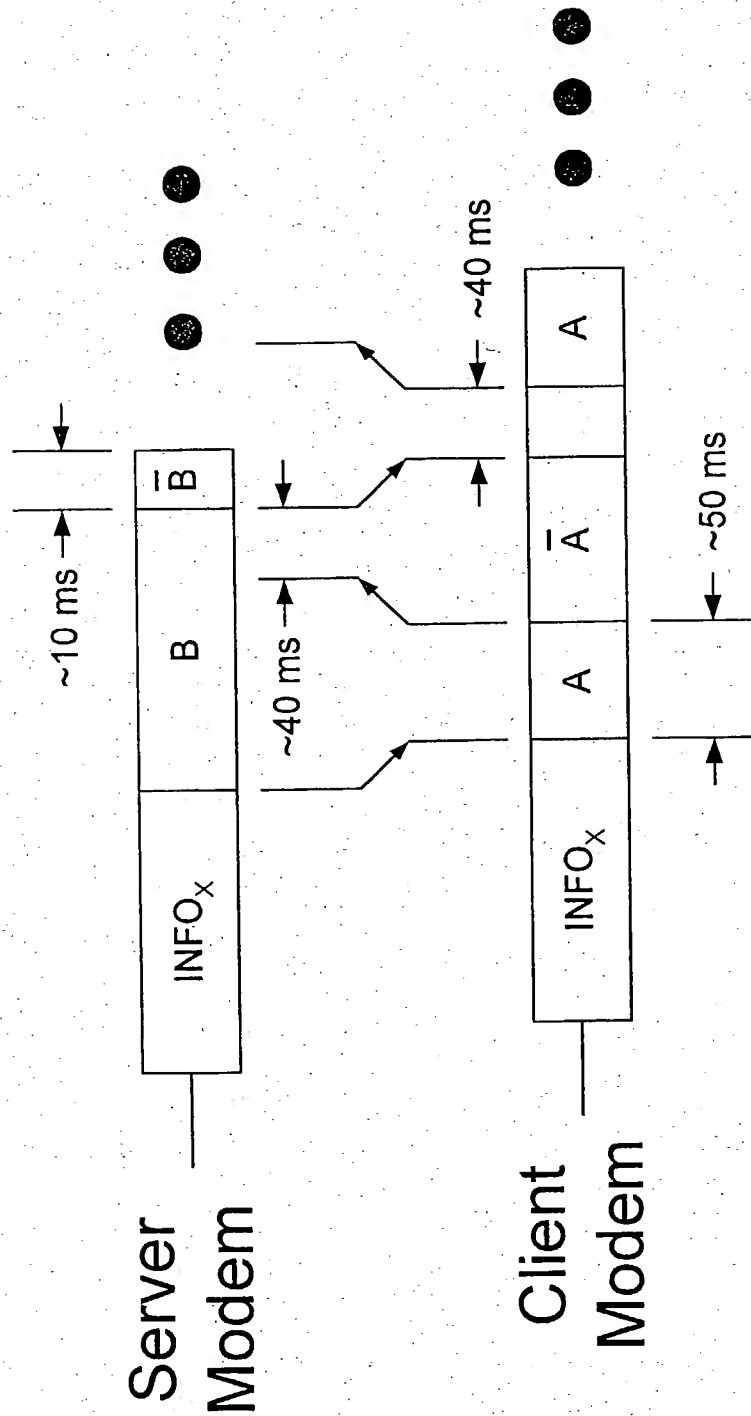 Server
Modem
INFOX
B
B̅
~10 ms
~40 ms
Client
Modem
INFOX
A
A̅
A
~40 ms
~50 ms